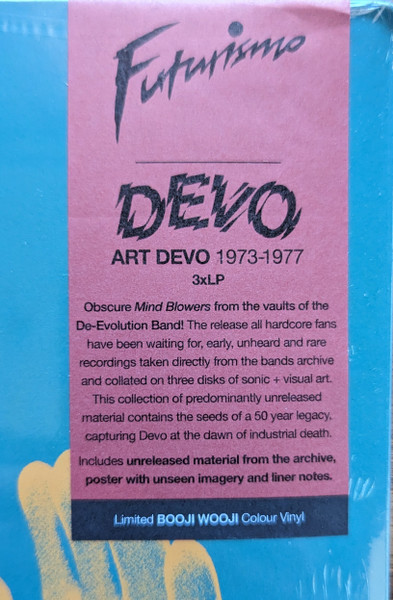 Futurismo
DEVO
ART DEVO 1973-1977
3xLP
Obscure Mind Blowers from the vaults of the
De-Evolution Band! The release all hardcore fans
have been waiting for, early, unheard and rare
recordings taken directly from the bands archive
and collated on three disks of sonic + visual art.
This collection of predominantly unreleased
material contains the seeds of a 50 year legacy,
capturing Devo at the dawn of industrial death.
Includes unreleased material from the archive,
poster with unseen imagery and liner notes.
Limited BOOJI WOOJI Colour Vinyl